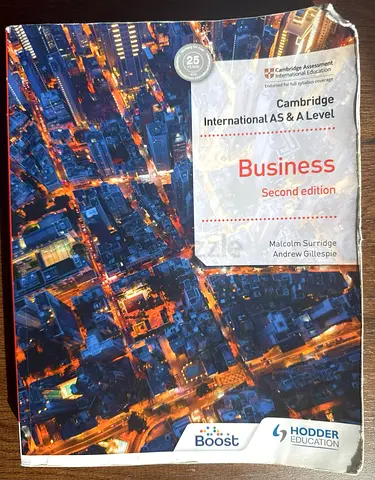 25
YEARS
Cambridge Assessment
International Education
Endorsed for full syllabus coverage
Cambridge
International AS & A Level
Business
Second edition
Malcolm Surridge
Andrew Gillespie
Boost
HODDER
EDUCATION